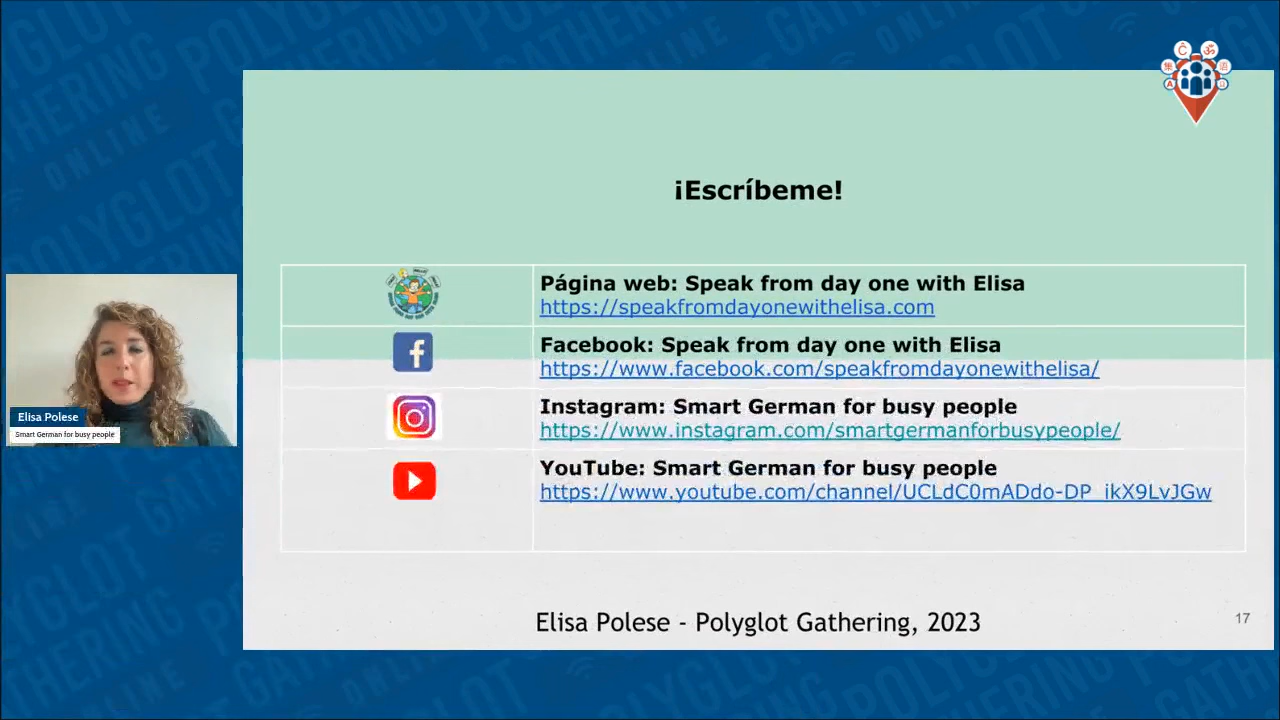 POLYGLOT
GATHERING
ONLINE
¡Escríbeme!
Página web: Speak from day one with Elisa
https://speakfromdayonewithelisa.com
Facebook: Speak from day one with Elisa
https://www.facebook.com/speakfromdayonewithelisa/
Instagram: Smart German for busy people
https://www.instagram.com/smartgermanforbusypeople/
YouTube: Smart German for busy people
https://www.youtube.com/channel/UCLdC0mADdo-DP_ikX9LvJGw
Elisa Polese
Smart German for busy people
Elisa Polese - Polyglot Gathering, 2023
17